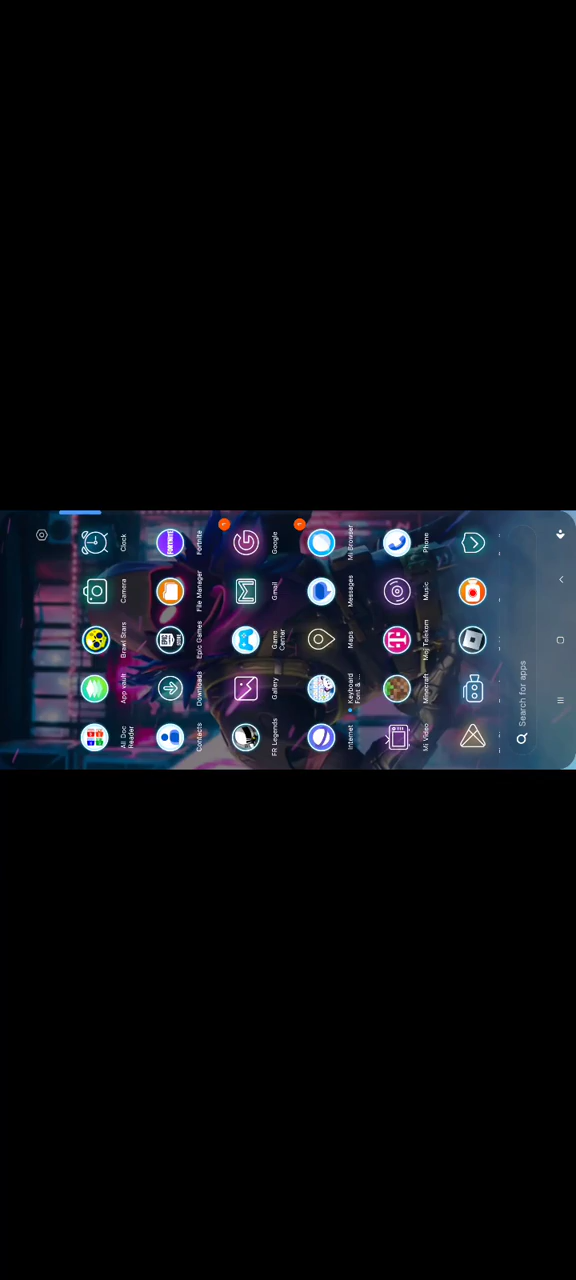 All Doc Reader
App vault
Brawl Stars
Camera
Clock
Contacts
Downloads
Epic Games
File Manager
Fortnite
FR Legends
Gallery
Game Center
Gmail
Google
Internet
Keyboard Font & ...
Maps
Messages
Mi Browser
Mi Video
Minecraft
Moj Telekom
Music
Phone
Search for apps